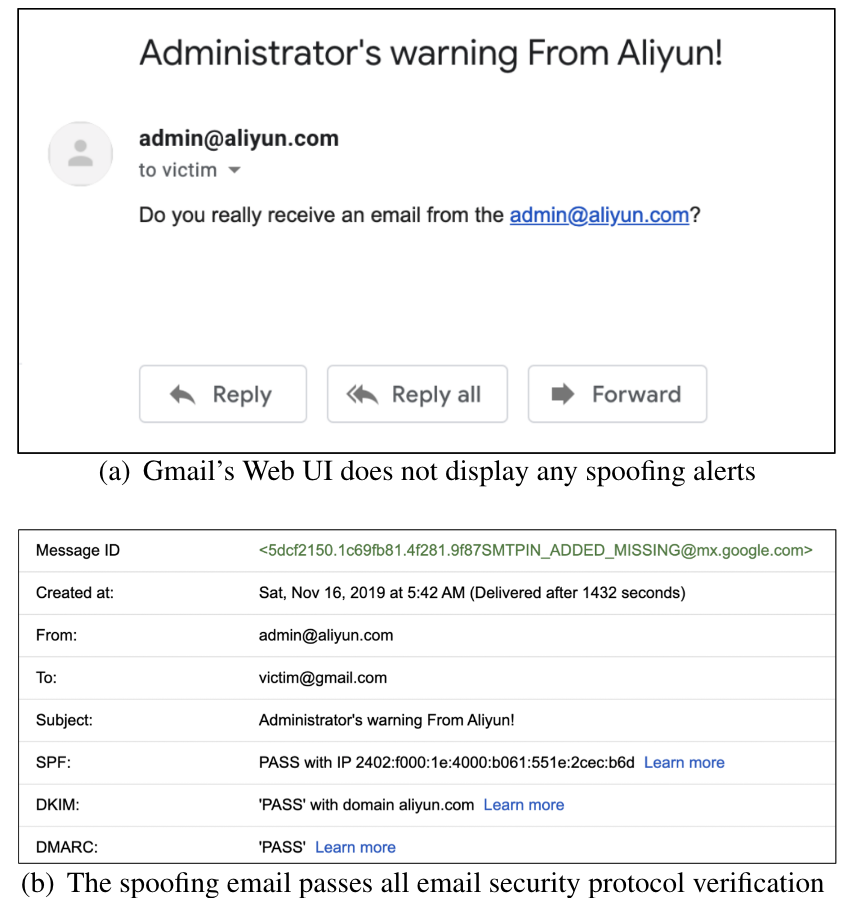 Administrator's warning From Aliyun!
admin@aliyun.com
to victim
Do you really receive an email from the admin@aliyun.com?
Reply
Reply all
Forward
(a) Gmail's Web UI does not display any spoofing alerts
Message ID <5dcf2150.1c69fb81.4f281.9f87SMTPIN_ADDED_MISSING@mx.google.com>
Created at: Sat, Nov 16, 2019 at 5:42 AM (Delivered after 1432 seconds)
From: admin@aliyun.com
To: victim@gmail.com
Subject: Administrator's warning From Aliyun!
SPF: PASS with IP 2402:f000:1e:4000:b061:551e:2cec:b6d Learn more
DKIM: 'PASS' with domain aliyun.com Learn more
DMARC: 'PASS' Learn more
(b) The spoofing email passes all email security protocol verification